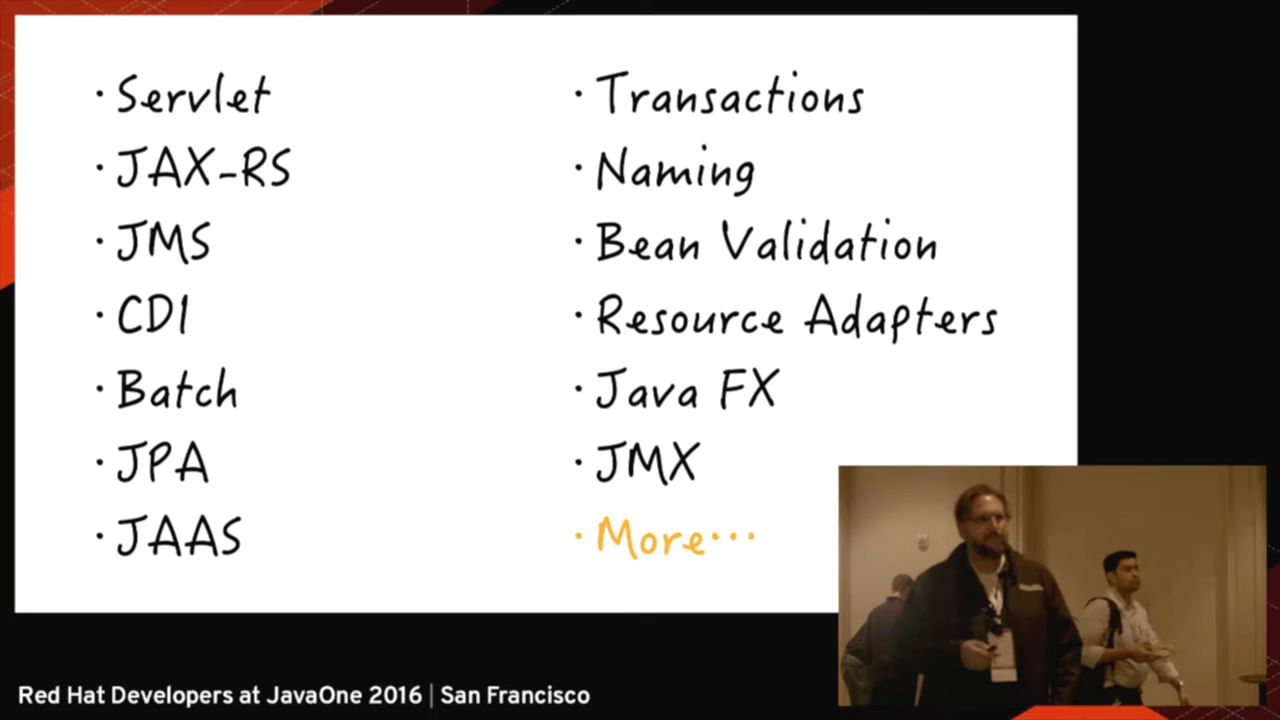 · Servlet
· JAX-RS
· JMS
· CDI
· Batch
· JPA
· JAAS
· Transactions
· Naming
· Bean Validation
· Resource Adapters
· Java FX
· JMX
· More...
Red Hat Developers at JavaOne 2016 | San Francisco